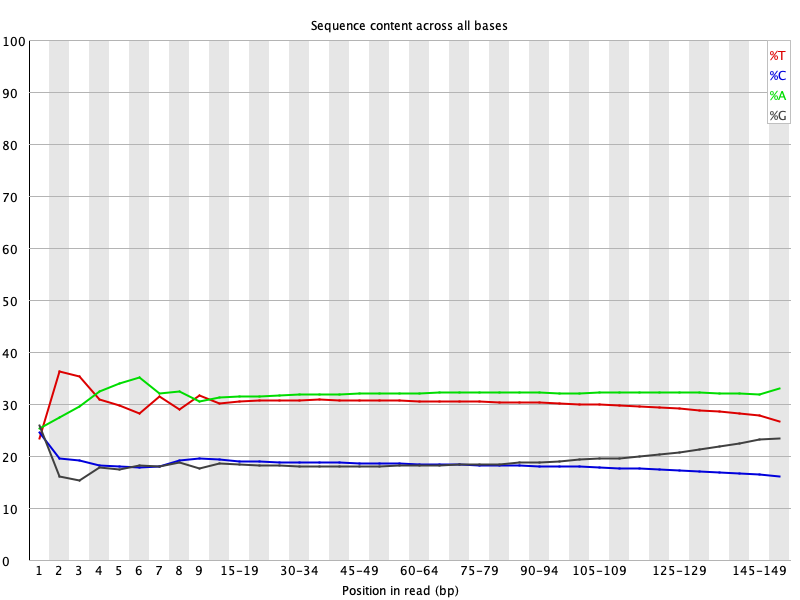 Sequence content across all bases
100
90
80
70
60
50
40
30
20
10
0
%T
%C
%A
%G
1 2 3 4 5 6 7 8 9 15-19 30-34 45-49 60-64 75-79 90-94 105-109 125-129 145-149
Position in read (bp)